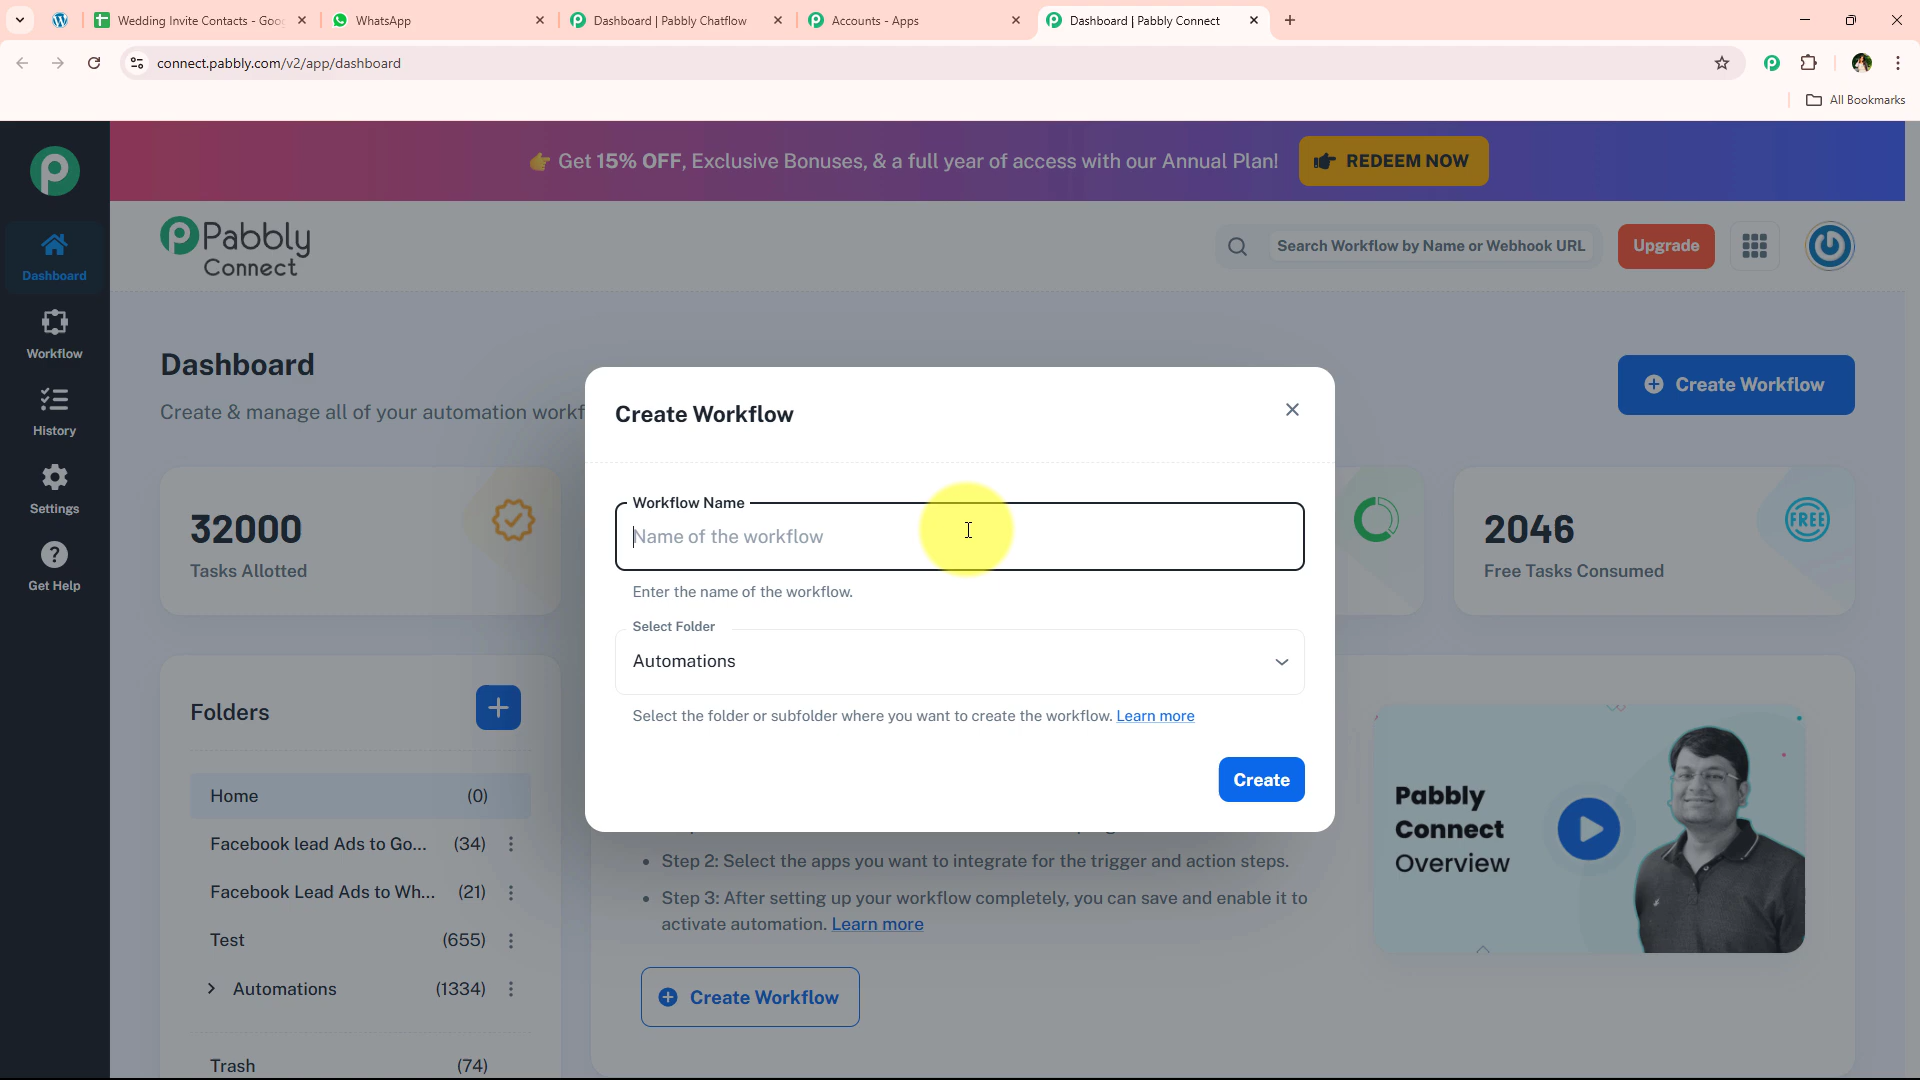 Wedding Invite Contacts - Goo
WhatsApp
Dashboard | Pabbly Chatflow
Accounts - Apps
Dashboard | Pabbly Connect
connect.pabbly.com/v2/app/dashboard
All Bookmarks
Get 15% OFF, Exclusive Bonuses, & a full year of access with our Annual Plan!
REDEEM NOW
Pabbly
Connect
Search Workflow by Name or Webhook URL
Upgrade
Dashboard
Workflow
History
Settings
Get Help
Dashboard
Create & manage all of your automation workf
Create Workflow
32000
Tasks Allotted
2046
Free Tasks Consumed
FREE
Create Workflow
Workflow Name
Name of the workflow
Enter the name of the workflow.
Select Folder
Automations
Select the folder or subfolder where you want to create the workflow. Learn more
Create
Folders
Home (0)
Facebook lead Ads to Go... (34)
Facebook Lead Ads to Wh... (21)
Test (655)
Automations (1334)
Trash (74)
Step 2: Select the apps you want to integrate for the trigger and action steps.
Step 3: After setting up your workflow completely, you can save and enable it to
activate automation. Learn more
Create Workflow
Pabbly
Connect
Overview